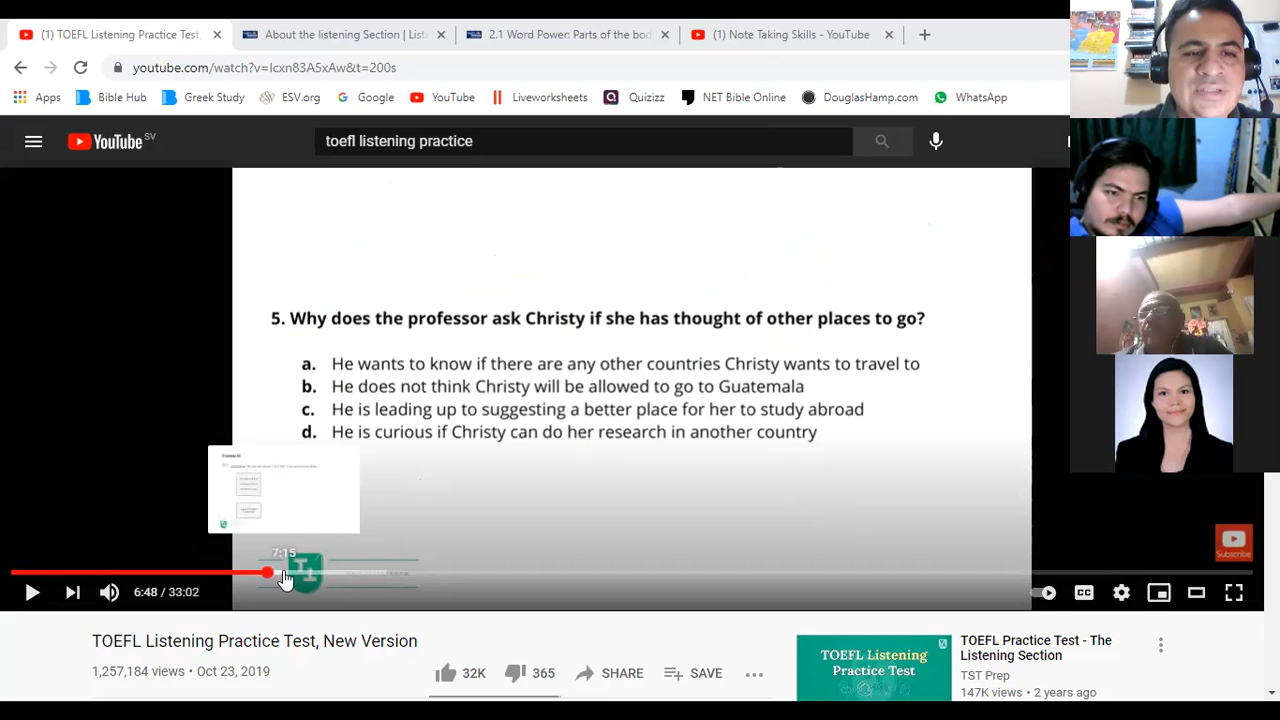 (1) TOEFL Listening Practice Test,
About the listening Section (
2.1 Word Power: Parts of the bo
(1) Note Taking Skills - YouTube
youtube.com/watch?v=lcxn83A5xAw&t=200s
Apps
Bible Hub
Greek Study
ESV.org
Google
YouTube
Liveworksheets
Quizizz
NET Bible Online
DouglasHamp.com
WhatsApp
YouTube SV
toefl listening practice
5. Why does the professor ask Christy if she has thought of other places to go?
a. He wants to know if there are any other countries Christy wants to travel to
b. He does not think Christy will be allowed to go to Guatemala
c. He is leading up to suggesting a better place for her to study abroad
d. He is curious if Christy can do her research in another country
7:15
Subscribe
6:48 / 33:02
CC
TOEFL Listening Practice Test, New Version
1,257,184 views • Oct 23, 2019
32K
365
SHARE
SAVE
TOEFL Listening
Practice Test
TOEFL Practice Test - The
Listening Section
TST Prep
147K views • 2 years ago